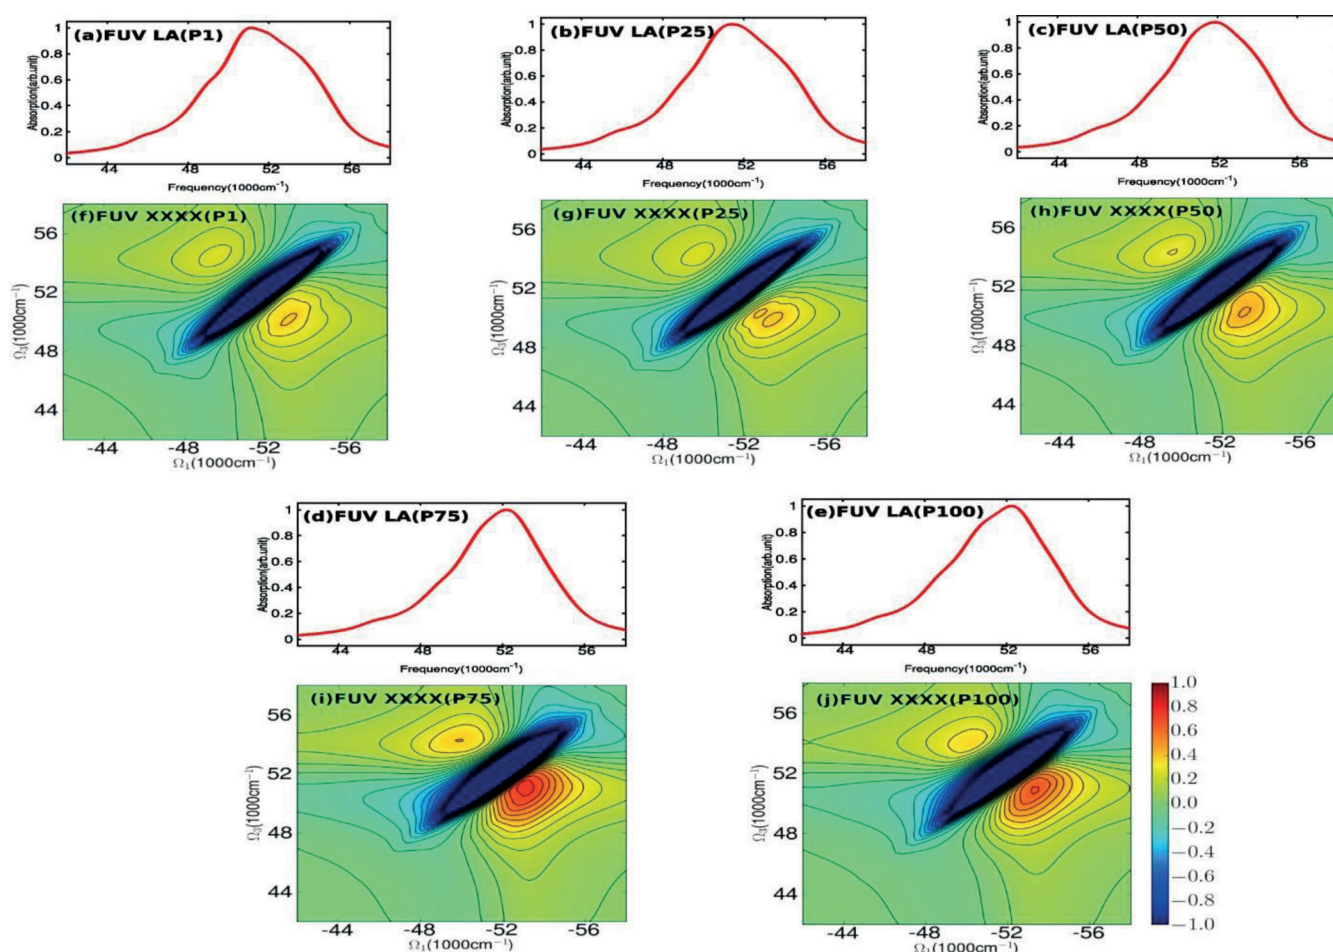 (a)FUV LA(P1)
Absorption(arb.unit)
1
0.8
0.6
0.4
0.2
0
44 48 52 56
Frequency(1000cm⁻¹)
(b)FUV LA(P25)
Absorption(arb.unit)
1
0.8
0.6
0.4
0.2
0
44 48 52 56
Frequency(1000cm⁻¹)
(c)FUV LA(P50)
Absorption(arb.unit)
1
0.8
0.6
0.4
0.2
0
44 48 52 56
Frequency(1000cm⁻¹)
(f)FUV XXXX(P1)
Ω₃(1000cm⁻¹)
56
52
48
44
-44 -48 -52 -56
Ω₁(1000cm⁻¹)
(g)FUV XXXX(P25)
Ω₃(1000cm⁻¹)
56
52
48
44
-44 -48 -52 -56
Ω₁(1000cm⁻¹)
(h)FUV XXXX(P50)
Ω₃(1000cm⁻¹)
56
52
48
44
-44 -48 -52 -56
Ω₁(1000cm⁻¹)
(d)FUV LA(P75)
Absorption(arb.unit)
1
0.8
0.6
0.4
0.2
0
44 48 52 56
Frequency(1000cm⁻¹)
(e)FUV LA(P100)
Absorption(arb.unit)
1
0.8
0.6
0.4
0.2
0
44 48 52 56
Frequency(1000cm⁻¹)
(i)FUV XXXX(P75)
Ω₃(1000cm⁻¹)
56
52
48
44
-44 -48 -52 -56
Ω₁(1000cm⁻¹)
(j)FUV XXXX(P100)
Ω₃(1000cm⁻¹)
56
52
48
44
-44 -48 -52 -56
1.0
0.8
0.6
0.4
0.2
0.0
−0.2
−0.4
−0.6
−0.8
−1.0